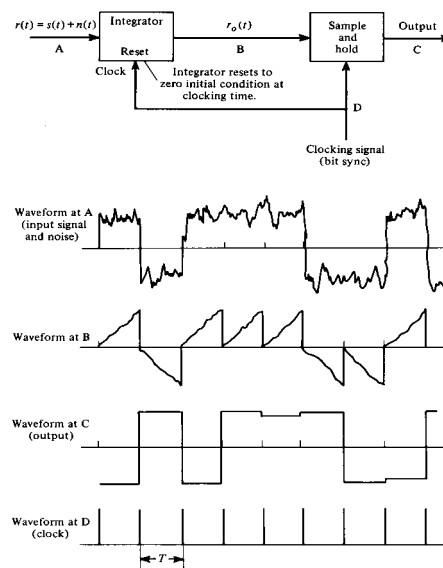 r(t) = s(t) + n(t)
Integrator
r_o(t)
Sample
and
hold
Output
A
Reset
B
C
Clock
Integrator resets to
zero initial condition at
clocking time.
D
Clocking signal
(bit sync)
Waveform at A
(input signal
and noise)
Waveform at B
Waveform at C
(output)
Waveform at D
(clock)
T